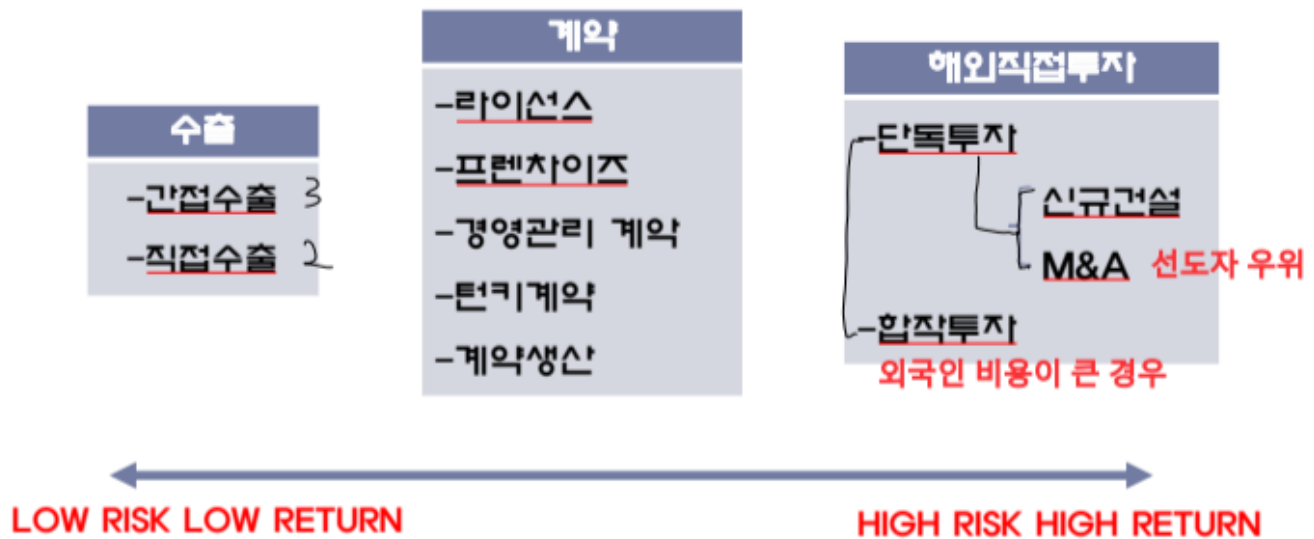 수출
-간접수출 3
-직접수출 2
계약
-라이선스
-프렌차이즈
-경영관리 계약
-턴키계약
-계약생산
해외직접투자
-단독투자
신규건설
M&A 선도자 우위
-합작투자
외국인 비용이 큰 경우
LOW RISK LOW RETURN
HIGH RISK HIGH RETURN